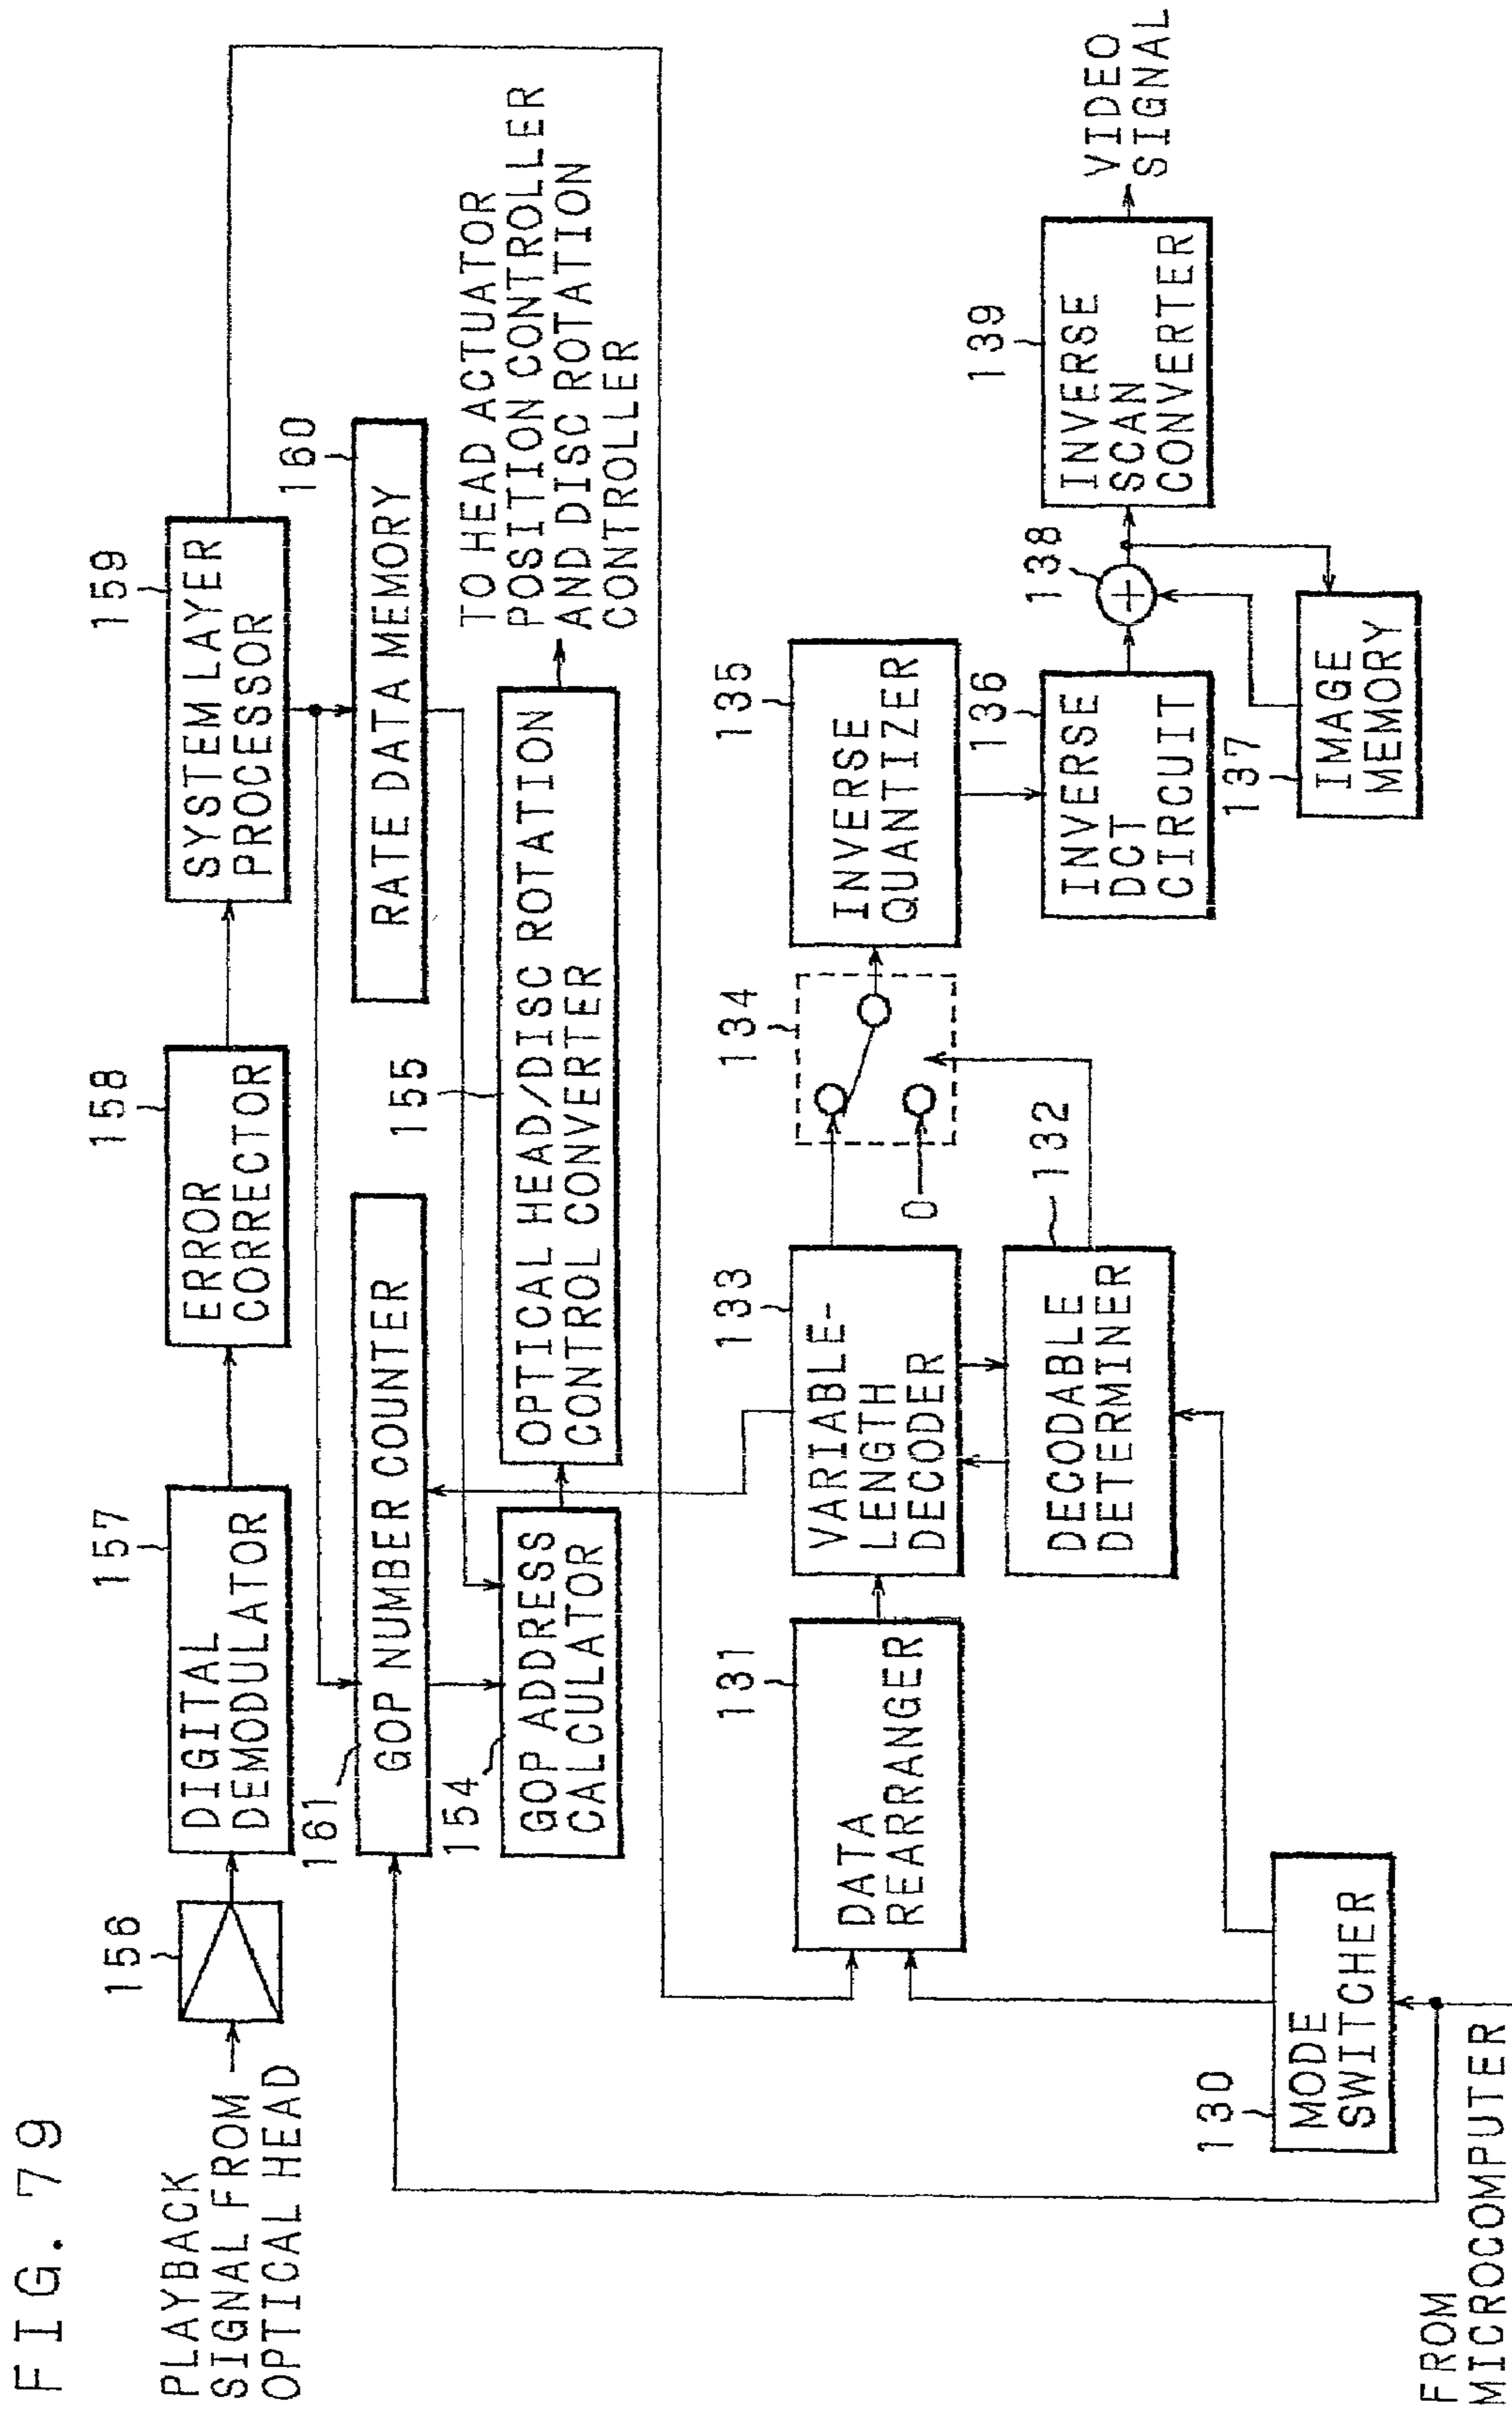 FIG. 79
PLAYBACK
SIGNAL FROM
OPTICAL HEAD
156
157
DIGITAL
DEMODULATOR
158
ERROR
CORRECTOR
159
SYSTEM LAYER
PROCESSOR
161
GOP NUMBER COUNTER
160
RATE DATA MEMORY
154
GOP ADDRESS
CALCULATOR
155
OPTICAL HEAD/DISC ROTATION
CONTROL CONVERTER
TO HEAD ACTUATOR
POSITION CONTROLLER
AND DISC ROTATION
CONTROLLER
131
DATA
REARRANGER
133
VARIABLE-
LENGTH
DECODER
134
0
135
INVERSE
QUANTIZER
132
DECODABLE
DETERMINER
136
INVERSE
DCT
CIRCUIT
138
139
INVERSE
SCAN
CONVERTER
VIDEO
SIGNAL
137
IMAGE
MEMORY
130
MODE
SWITCHER
FROM
MICROCOMPUTER